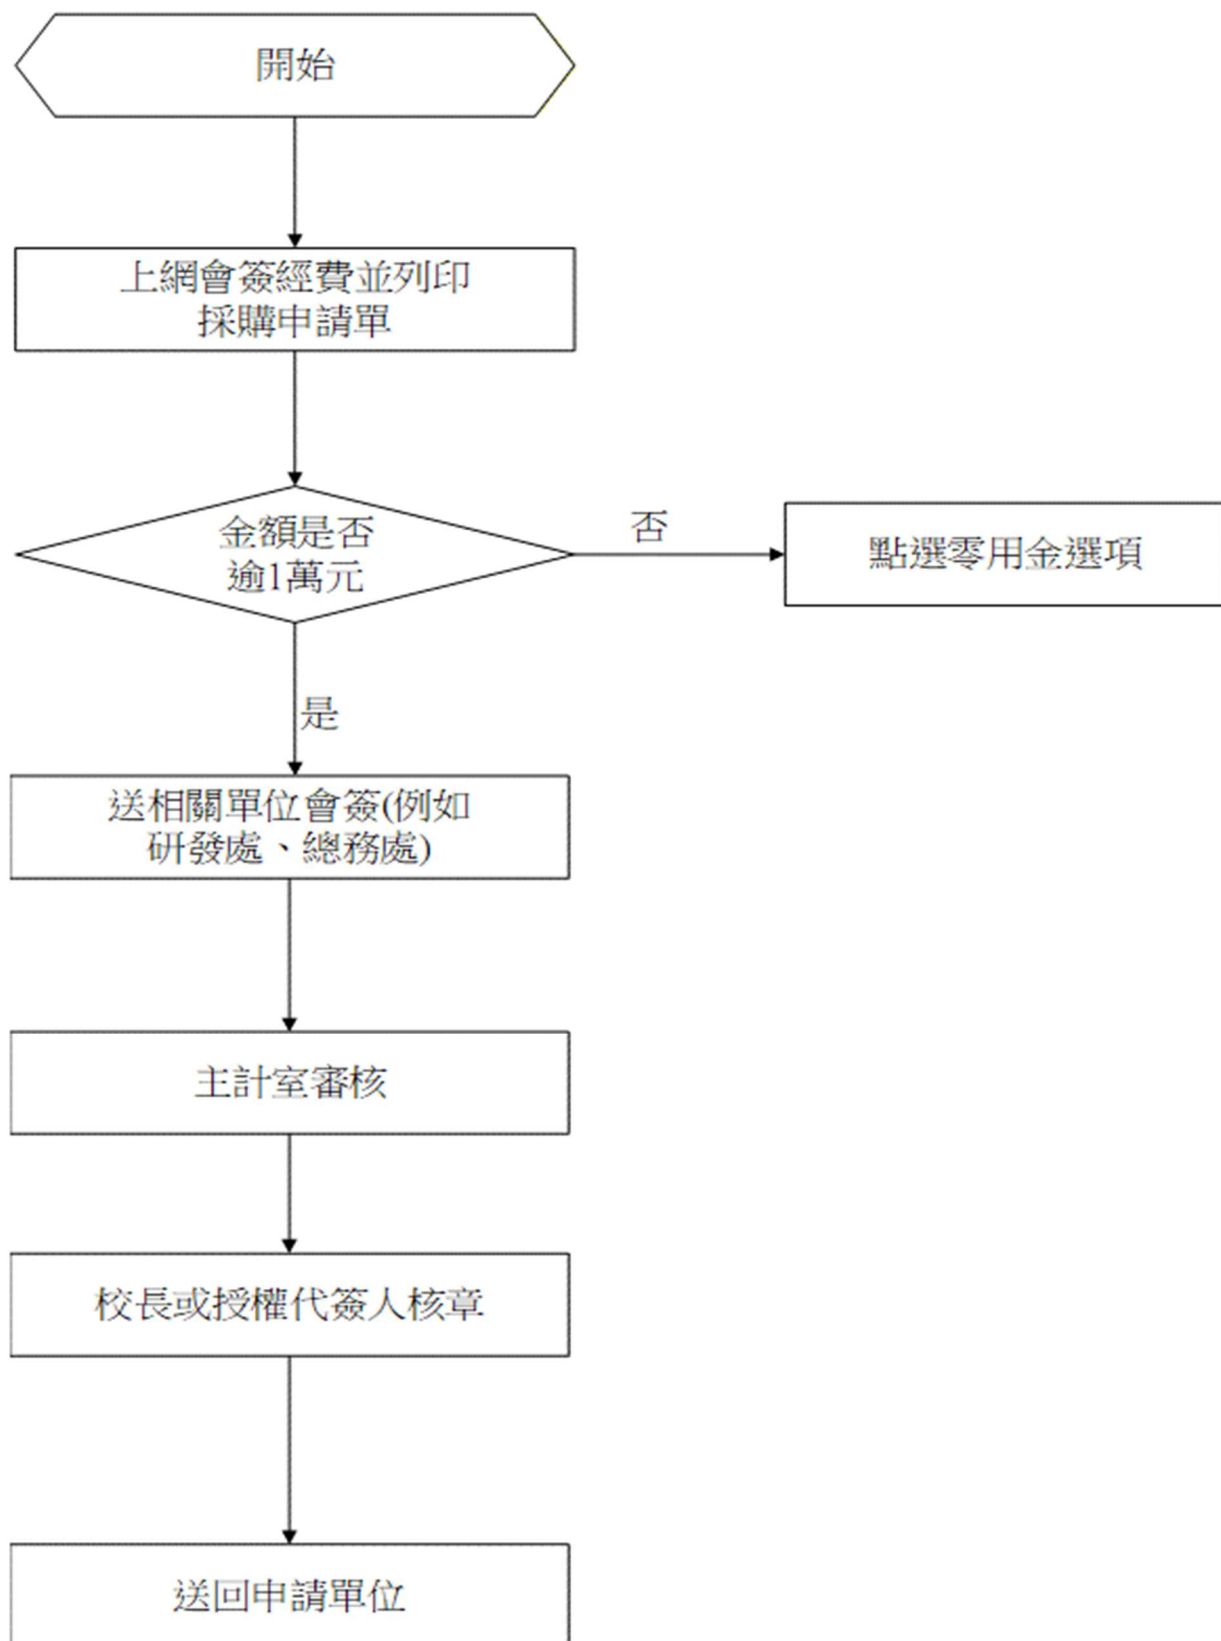 開始
上網會簽經費並列印
採購申請單
金額是否
逾1萬元
否
點選零用金選項
是
送相關單位會簽(例如
研發處、總務處)
主計室審核
校長或授權代簽人核章
送回申請單位